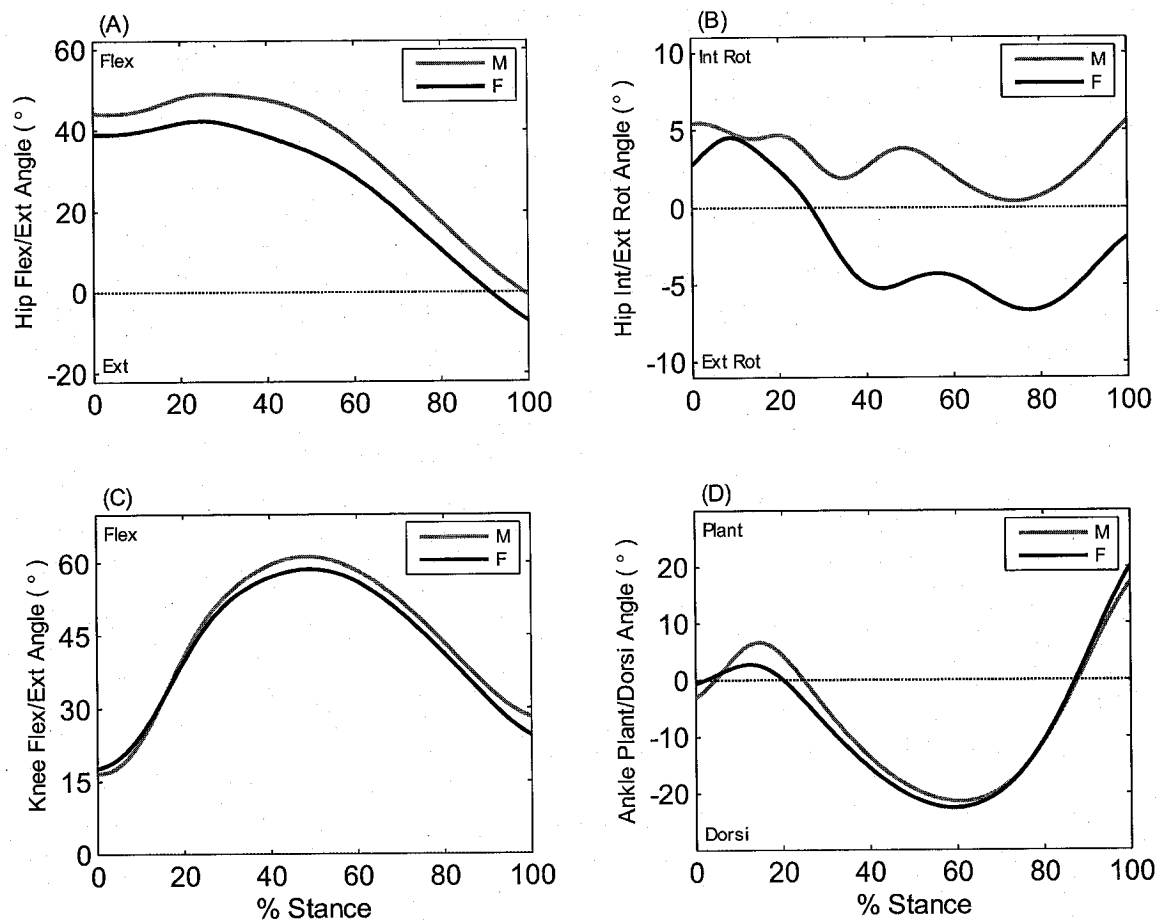 (A)
Flex
M
F
60
40
20
0
-20
Ext
Hip Flex/Ext Angle ( ° )
0 20 40 60 80 100
(B)
Int Rot
M
F
10
5
0
-5
-10
Ext Rot
Hip Int/Ext Rot Angle ( ° )
0 20 40 60 80 100
(C)
Flex
M
F
60
45
30
15
0
Knee Flex/Ext Angle ( ° )
0 20 40 60 80 100
% Stance
(D)
Plant
M
F
20
10
0
-10
-20
Dorsi
Ankle Plant/Dorsi Angle ( ° )
0 20 40 60 80 100
% Stance